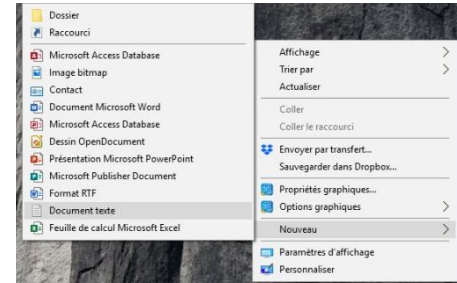 Dossier
Raccourci
Microsoft Access Database
Image bitmap
Contact
Document Microsoft Word
Microsoft Access Database
Dessin OpenDocument
Présentation Microsoft PowerPoint
Microsoft Publisher Document
Format RTF
Document texte
Feuille de calcul Microsoft Excel
Affichage
Trier par
Actualiser
Coller
Coller le raccourci
Envoyer par transfert...
Sauvegarder dans Dropbox...
Propriétés graphiques...
Options graphiques
Nouveau
Paramètres d'affichage
Personnaliser